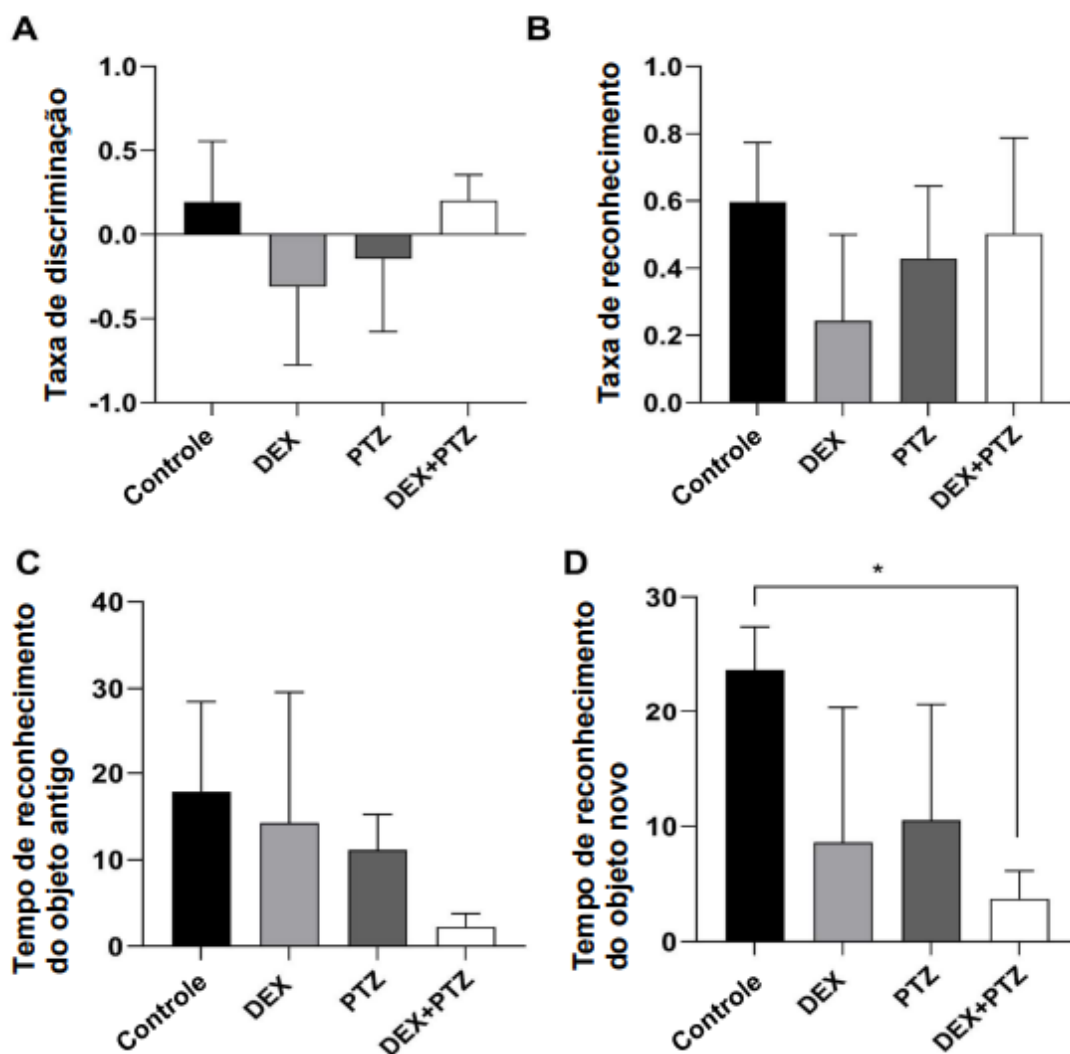 A
Taxa de discriminação
1.0
0.5
0.0
-0.5
-1.0
Controle
DEX
PTZ
DEX+PTZ
B
Taxa de reconhecimento
1.0
0.8
0.6
0.4
0.2
0.0
Controle
DEX
PTZ
DEX+PTZ
C
Tempo de reconhecimento
do objeto antigo
40
30
20
10
0
Controle
DEX
PTZ
DEX+PTZ
D
Tempo de reconhecimento
do objeto novo
30
20
10
0
*
Controle
DEX
PTZ
DEX+PTZ